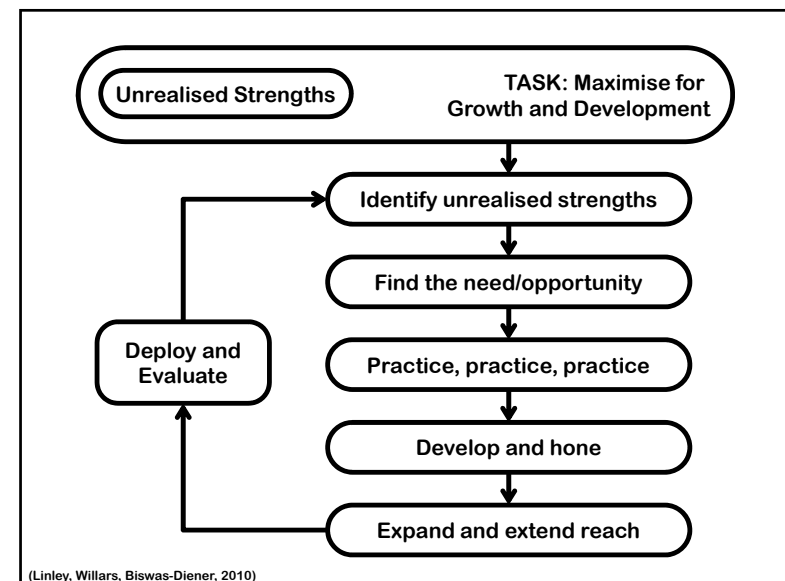 Unrealised Strengths
TASK: Maximise for
Growth and Development
Identify unrealised strengths
Find the need/opportunity
Practice, practice, practice
Develop and hone
Expand and extend reach
Deploy and
Evaluate
(Linley, Willars, Biswas-Diener, 2010)